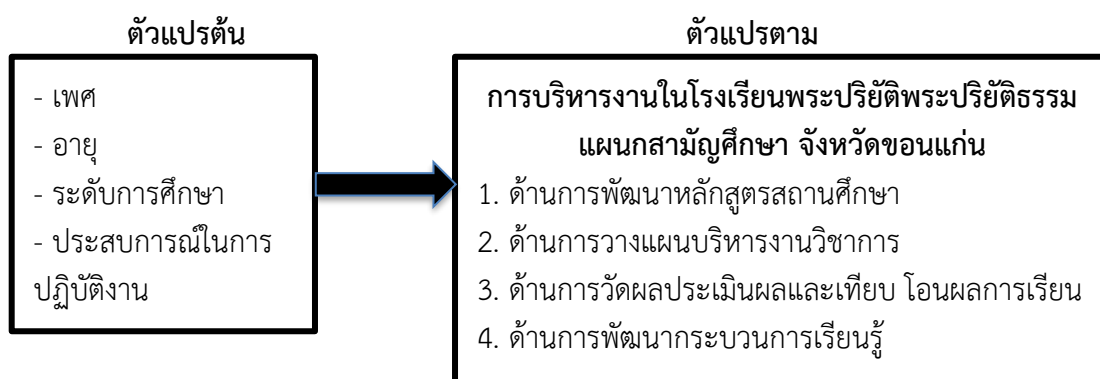 ตัวแปรต้น
- เพศ
- อายุ
- ระดับการศึกษา
- ประสบการณ์ในการ
ปฏิบัติงาน
ตัวแปรตาม
การบริหารงานในโรงเรียนพระปริยัติพระปริยัติธรรม
แผนกสามัญศึกษา จังหวัดขอนแก่น
1. ด้านการพัฒนาหลักสูตรสถานศึกษา
2. ด้านการวางแผนบริหารงานวิชาการ
3. ด้านการวัดผลประเมินผลและเทียบ โอนผลการเรียน
4. ด้านการพัฒนากระบวนการเรียนรู้